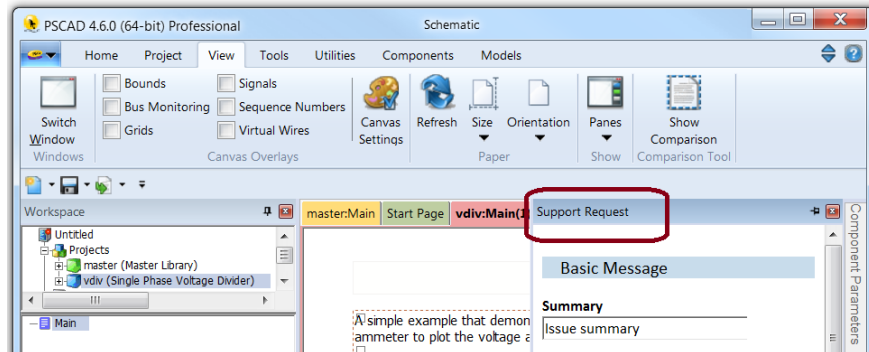 PSCAD 4.6.0 (64-bit) Professional
Schematic
Home Project View Tools Utilities Components Models
Switch
Window
Windows
Bounds
Bus Monitoring
Grids
Signals
Sequence Numbers
Virtual Wires
Canvas Overlays
Canvas
Settings
Refresh
Size
Orientation
Paper
Panes
Show
Show
Comparison
Comparison Tool
Workspace
Untitled
Projects
master (Master Library)
vdiv (Single Phase Voltage Divider)
Main
master:Main Start Page vdiv:Main(1
A simple example that demon
ammeter to plot the voltage a
Support Request
Basic Message
Summary
Issue summary
Component Parameters